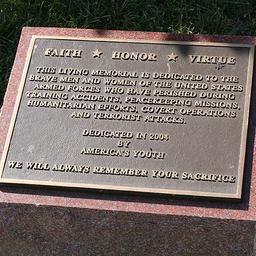 FAITH ★ HONOR ★ VIRTUE
THIS LIVING MEMORIAL IS DEDICATED TO THE
BRAVE MEN AND WOMEN OF THE UNITED STATES
ARMED FORCES WHO HAVE PERISHED DURING
TRAINING ACCIDENTS, PEACEKEEPING MISSIONS,
HUMANITARIAN EFFORTS, COVERT OPERATIONS
AND TERRORIST ATTACKS.
DEDICATED IN 2004
BY
AMERICA'S YOUTH
WE WILL ALWAYS REMEMBER YOUR SACRIFICE